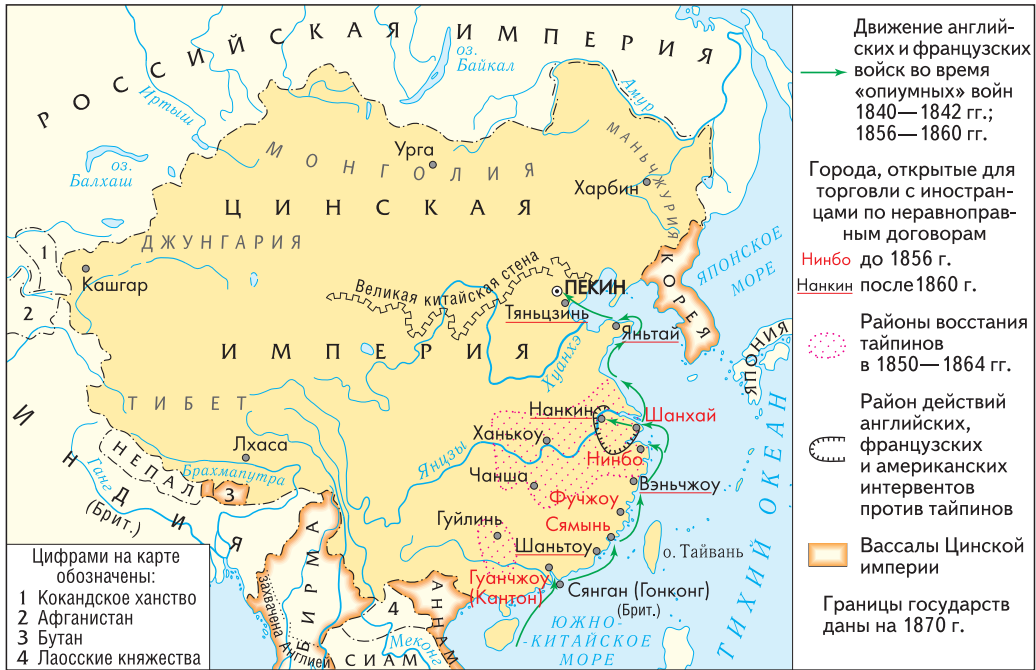 РОССИЙСКАЯ ИМПЕРИЯ
оз.
Байкал
Иртыш
Амур
оз.
Балхаш
МОНГОЛИЯ
Урга
МАНЬЧЖУРИЯ
Харбин
ЦИНСКАЯ
ДЖУНГАРИЯ
1
Кашгар
2
Великая китайская стена
ПЕКИН
Тяньцзинь
Яньтай
КОРЕЯ
ЯПОНСКОЕ
МОРЕ
ЯПОНИЯ
ИМПЕРИЯ
Хуанхэ
ТИБЕТ
Лхаса
Нанкин
Шанхай
Ханькоу
Янцзы
Нинбо
Чанша
Вэньчжоу
Фучжоу
Сямынь
Гуйлинь
Шаньтоу
о. Тайвань
Гуанчжоу
(Кантон)
Сянган (Гонконг)
(Брит.)
ЮЖНО-
КИТАЙСКОЕ
МОРЕ
ТИХИЙ ОКЕАН
НЕПАЛ
Брахмапутра
3
Ганг
ИНДИЯ
(Брит.)
БИРМА
захвачена Англией
4
АННАМ
Меконг
СИАМ
Цифрами на карте
обозначены:
1 Кокандское ханство
2 Афганистан
3 Бутан
4 Лаосские княжества
Движение англий-
ских и французских
войск во время
«опиумных» войн
1840—1842 гг.;
1856—1860 гг.
Города, открытые для
торговли с иностран-
цами по неравноправ-
ным договорам
Нинбо до 1856 г.
Нанкин после 1860 г.
Районы восстания
тайпинов
в 1850—1864 гг.
Район действий
английских,
французских
и американских
интервентов
против тайпинов
Вассалы Цинской
империи
Границы государств
даны на 1870 г.